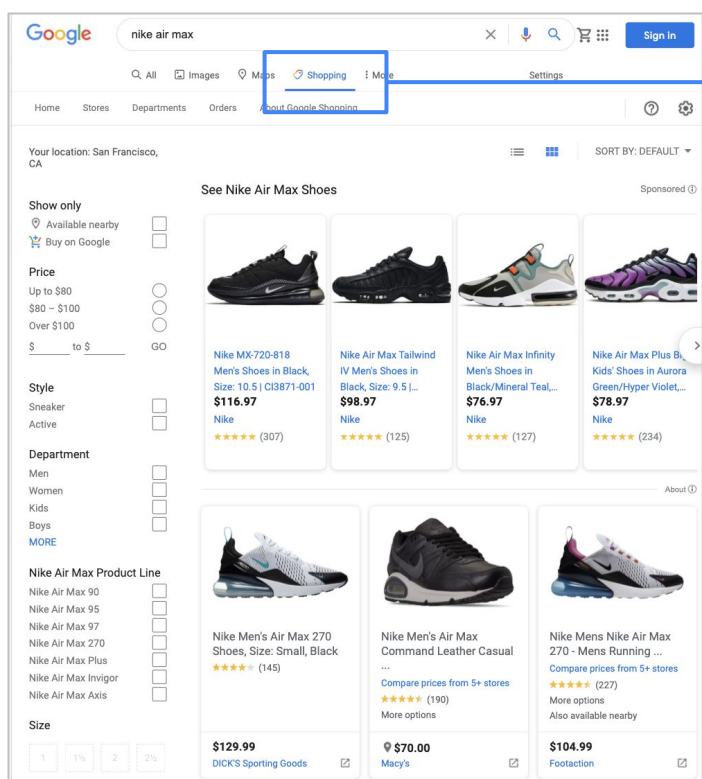 Google
nike air max
Sign in
All
Images
Maps
Shopping
More
Settings
Home
Stores
Departments
Orders
About Google Shopping
Your location: San Francisco,
CA
SORT BY: DEFAULT
Show only
Available nearby
Buy on Google
Price
Up to $80
$80 – $100
Over $100
$ to $ GO
Style
Sneaker
Active
Department
Men
Women
Kids
Boys
MORE
Nike Air Max Product Line
Nike Air Max 90
Nike Air Max 95
Nike Air Max 97
Nike Air Max 270
Nike Air Max Plus
Nike Air Max Invigor
Nike Air Max Axis
Size
1
1½
2
2½
See Nike Air Max Shoes
Sponsored
Nike MX-720-818
Men's Shoes in Black,
Size: 10.5 | CI3871-001
$116.97
Nike
(307)
Nike Air Max Tailwind
IV Men's Shoes in
Black, Size: 9.5 |...
$98.97
Nike
(125)
Nike Air Max Infinity
Men's Shoes in
Black/Mineral Teal,...
$76.97
Nike
(127)
Nike Air Max Plus
Kids' Shoes in Aurora
Green/Hyper Violet,...
$78.97
Nike
(234)
About
Nike Men's Air Max 270
Shoes, Size: Small, Black
(145)
$129.99
DICK'S Sporting Goods
Nike Men's Air Max
Command Leather Casual
...
Compare prices from 5+ stores
(190)
More options
$70.00
Macy's
Nike Mens Nike Air Max
270 - Mens Running ...
Compare prices from 5+ stores
(227)
More options
Also available nearby
$104.99
Footaction